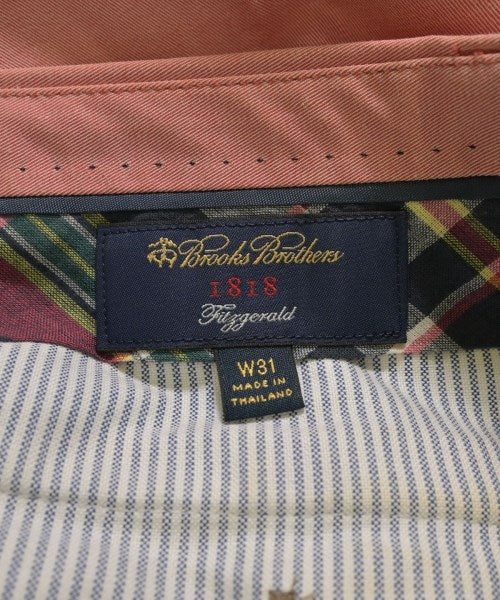 Brooks Brothers
1818
Fitzgerald
W31
MADE IN
THAILAND